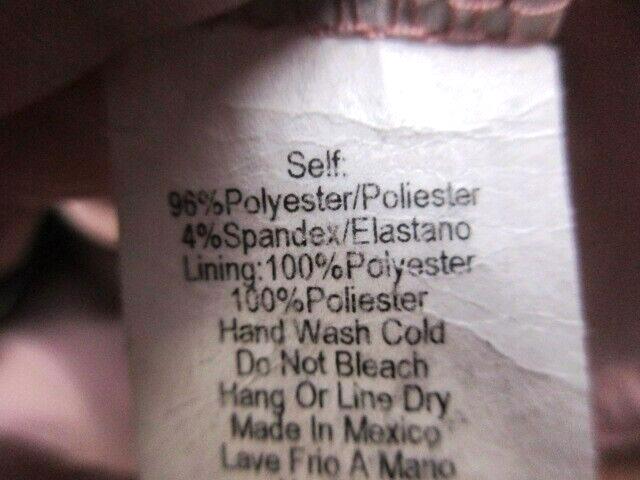 Self:
96%Polyester/Poliester
4%Spandex/Elastano
Lining:100%Polyester
100%Poliester
Hand Wash Cold
Do Not Bleach
Hang Or Line Dry
Made In Mexico
Lave Frio A Mano